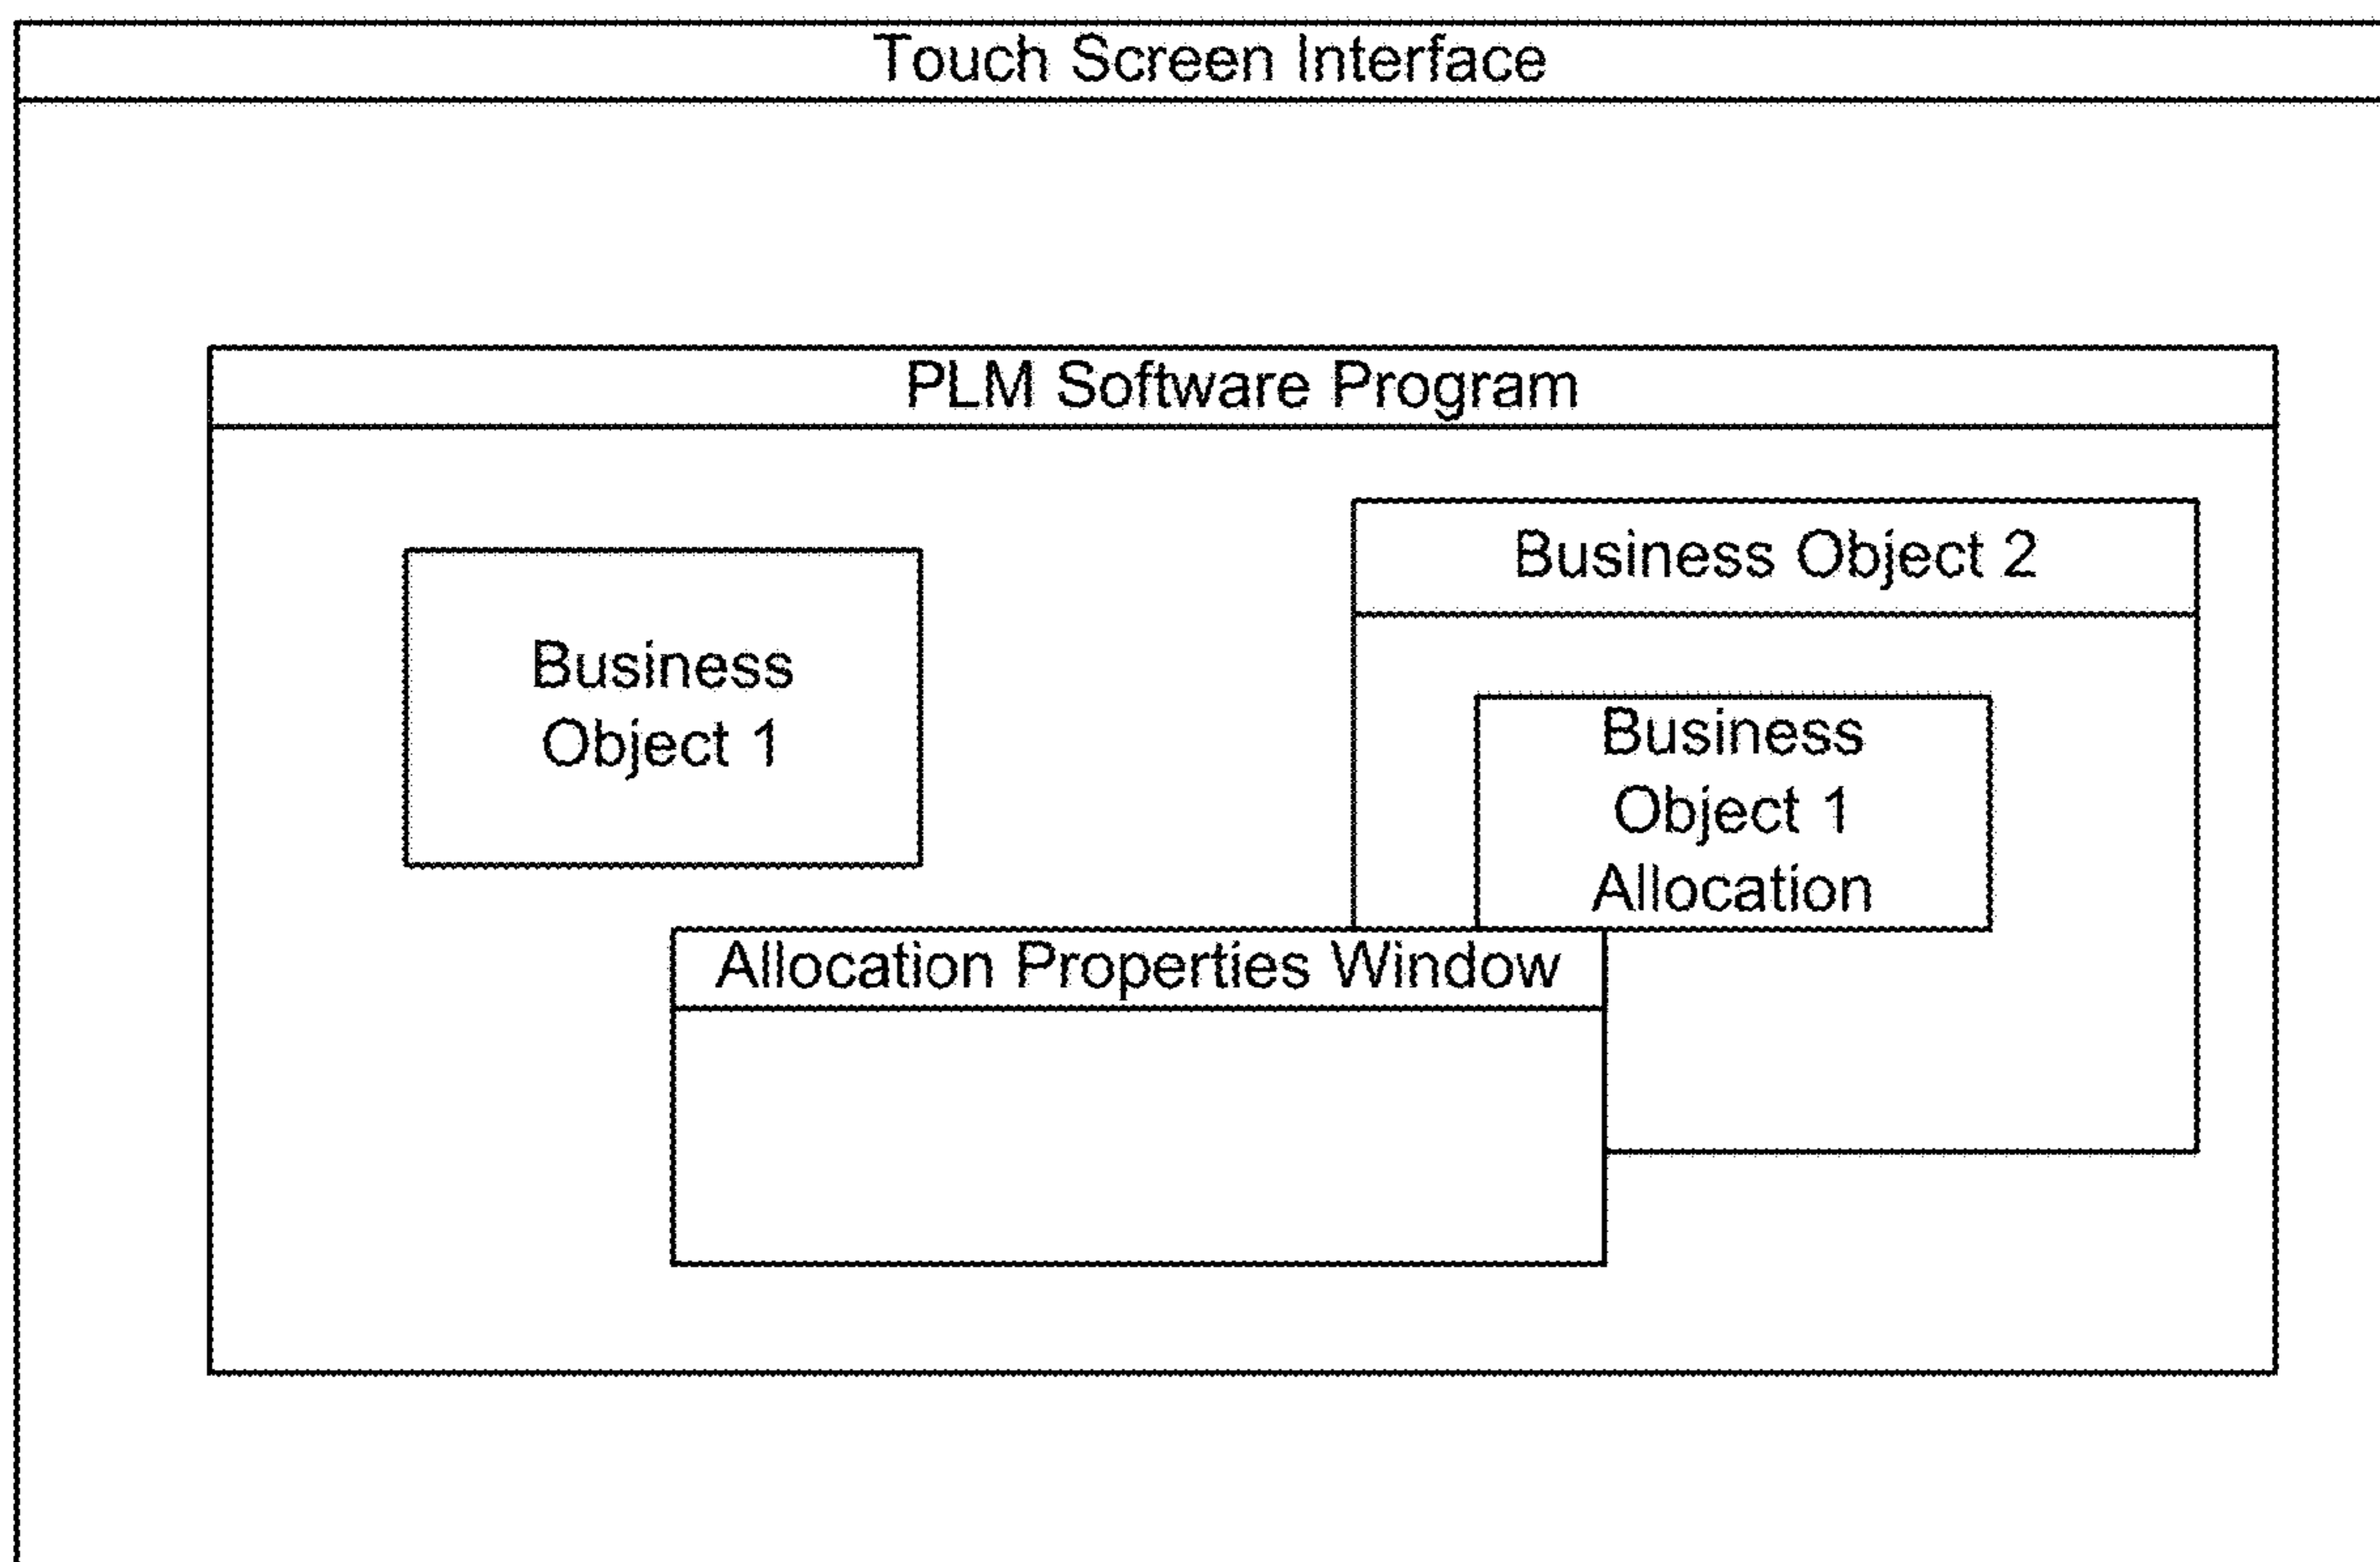 Touch Screen Interface
PLM Software Program
Business
Object 1
Business Object 2
Business
Object 1
Allocation
Allocation Properties Window